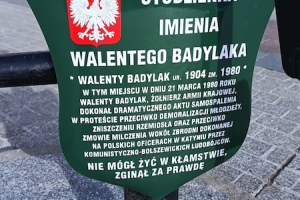 STUDZIENKA
IMIENIA
WALENTEGO BADYLAKA
* WALENTY BADYLAK UR. 1904 ZM. 1980 *
W TYM MIEJSCU W DNIU 21 MARCA 1980 ROKU
WALENTY BADYLAK, ŻOŁNIERZ ARMII KRAJOWEJ,
DOKONAŁ DRAMATYCZNEGO AKTU SAMOSPALENIA
W PROTEŚCIE PRZECIWKO DEMORALIZACJI MŁODZIEŻY,
ZNISZCZENIU RZEMIOSŁA ORAZ PRZECIWKO
ZMOWIE MILCZENIA WOKÓŁ ZBRODNI DOKONANEJ
NA POLSKICH OFICERACH W KATYNIU PRZEZ
KOMUNISTYCZNO-BOLSZEWICKICH LUDOBÓJCÓW.
NIE MÓGŁ ŻYĆ W KŁAMSTWIE,
ZGINĄŁ ZA PRAWDĘ